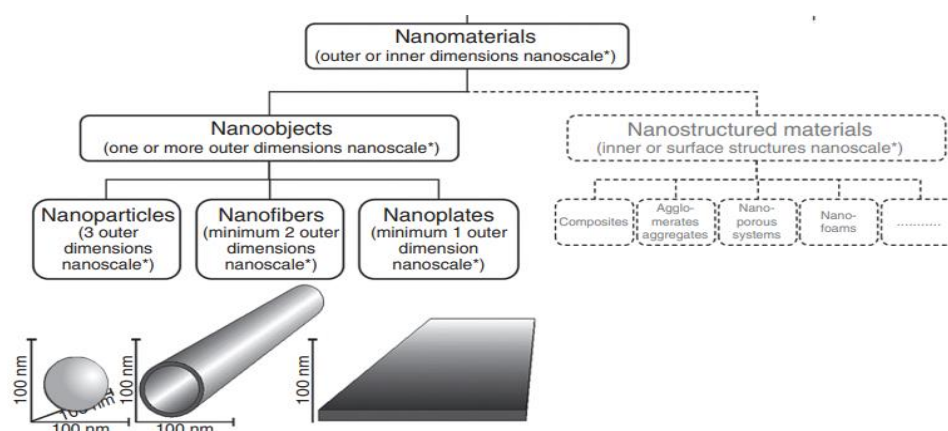 Nanomaterials
(outer or inner dimensions nanoscale*)
Nanoobjects
(one or more outer dimensions nanoscale*)
Nanostructured materials
(inner or surface structures nanoscale*)
Nanoparticles
(3 outer
dimensions
nanoscale*)
Nanofibers
(minimum 2 outer
dimensions
nanoscale*)
Nanoplates
(minimum 1 outer
dimension
nanoscale*)
Composites
Agglo-
merates
aggregates
Nano-
porous
systems
Nano-
foams
...........
100 nm
100 nm
100 nm
100 nm
100 nm
100 nm